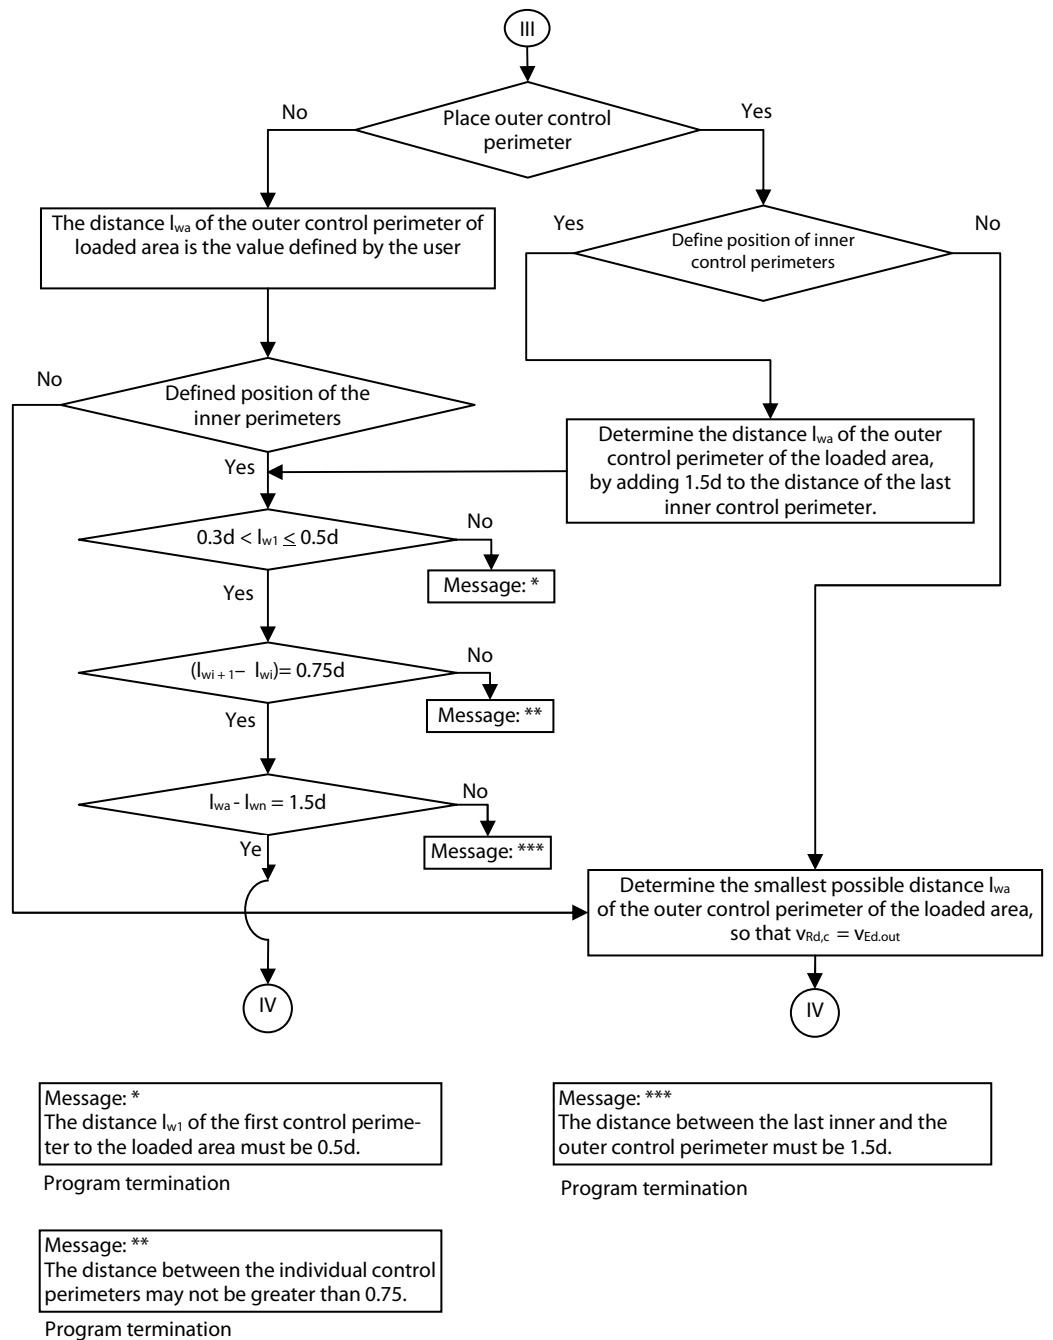 III
Place outer control
perimeter
No
Yes
The distance lwa of the outer control perimeter of
loaded area is the value defined by the user
Yes
Define position of inner
control perimeters
No
No
Defined position of the
inner perimeters
Yes
Determine the distance lwa of the outer
control perimeter of the loaded area,
by adding 1.5d to the distance of the last
inner control perimeter.
0.3d < lw1 ≤ 0.5d
No
Message: *
Yes
(lwi + 1– lwi)= 0.75d
No
Message: **
Yes
lwa - lwn = 1.5d
No
Message: ***
Ye
Determine the smallest possible distance lwa
of the outer control perimeter of the loaded area,
so that vRd,c = vEd.out
IV
IV
Message: *
The distance lw1 of the first control perime-
ter to the loaded area must be 0.5d.
Program termination
Message: ***
The distance between the last inner and the
outer control perimeter must be 1.5d.
Program termination
Message: **
The distance between the individual control
perimeters may not be greater than 0.75.
Program termination